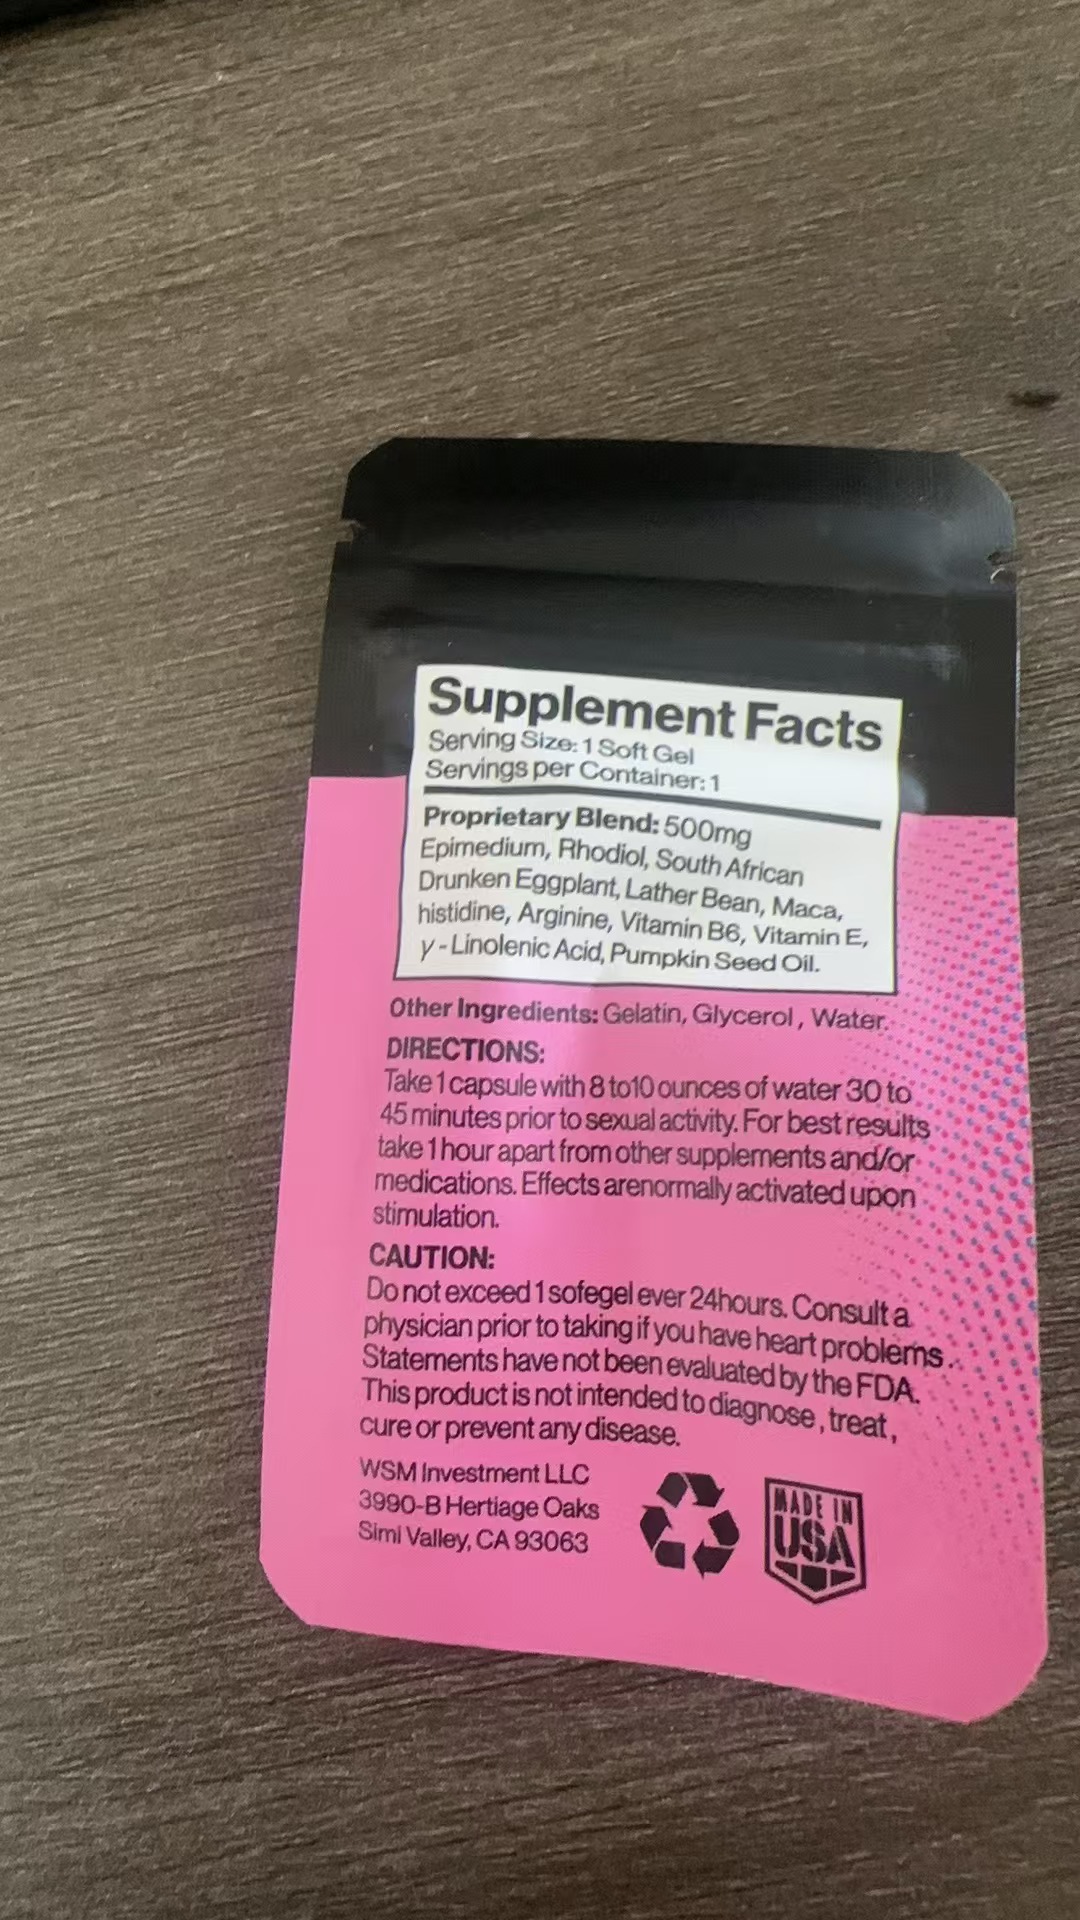 Supplement Facts
Serving Size: 1 Soft Gel
Servings per Container: 1
Proprietary Blend: 500mg
Epimedium, Rhodiol, South African
Drunken Eggplant, Lather Bean, Maca,
histidine, Arginine, Vitamin B6, Vitamin E,
γ - Linolenic Acid, Pumpkin Seed Oil.
Other Ingredients: Gelatin, Glycerol , Water.
DIRECTIONS:
Take 1 capsule with 8 to10 ounces of water 30 to
45 minutes prior to sexual activity. For best results
take 1 hour apart from other supplements and/or
medications. Effects arenormally activated upon
stimulation.
CAUTION:
Do not exceed 1 sofegel ever 24hours. Consult a
physician prior to taking if you have heart problems .
Statements have not been evaluated by the FDA.
This product is not intended to diagnose , treat ,
cure or prevent any disease.
WSM Investment LLC
3990-B Hertiage Oaks
Simi Valley, CA 93063
MADE IN
USA